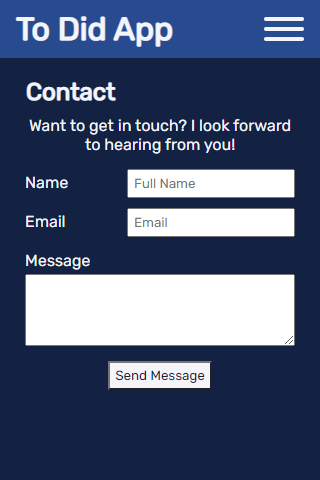 To Did App
Contact
Want to get in touch? I look forward
to hearing from you!
Name
Full Name
Email
Email
Message
Send Message